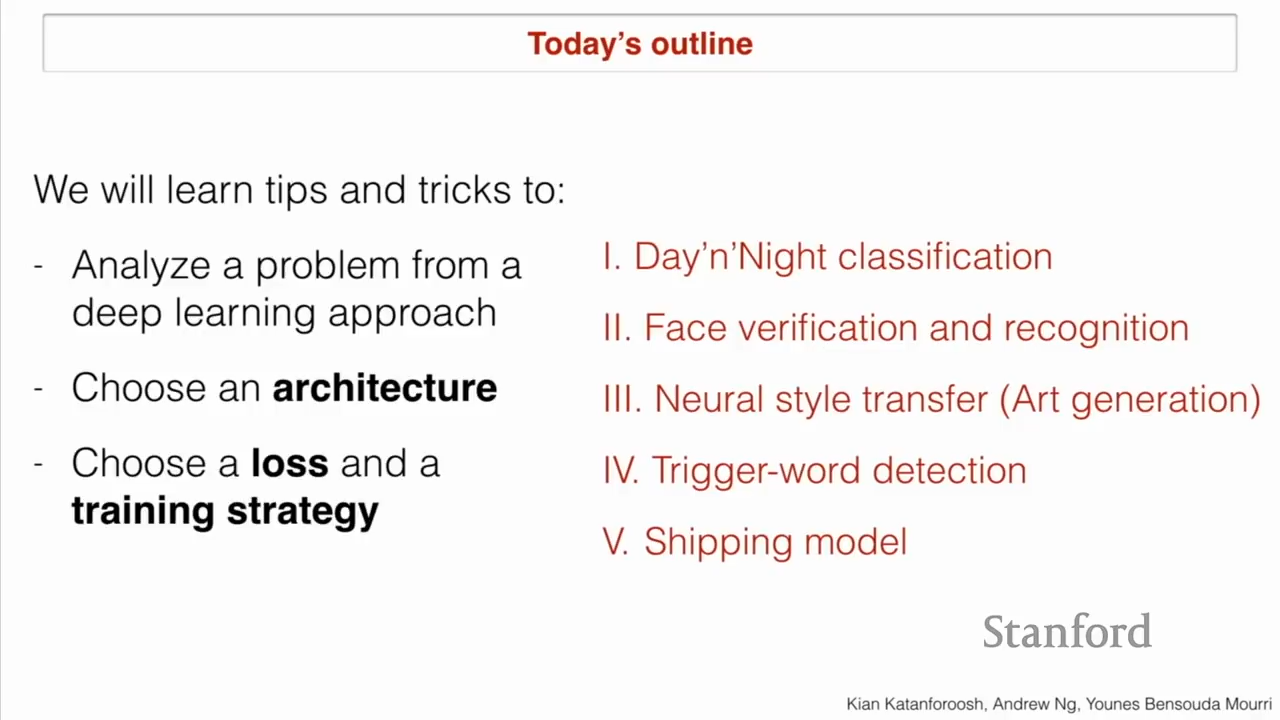 Today’s outline
We will learn tips and tricks to:
- Analyze a problem from a
deep learning approach
- Choose an architecture
- Choose a loss and a
training strategy
I. Day’n’Night classification
II. Face verification and recognition
III. Neural style transfer (Art generation)
IV. Trigger-word detection
V. Shipping model
Stanford
Kian Katanforoosh, Andrew Ng, Younes Bensouda Mourri